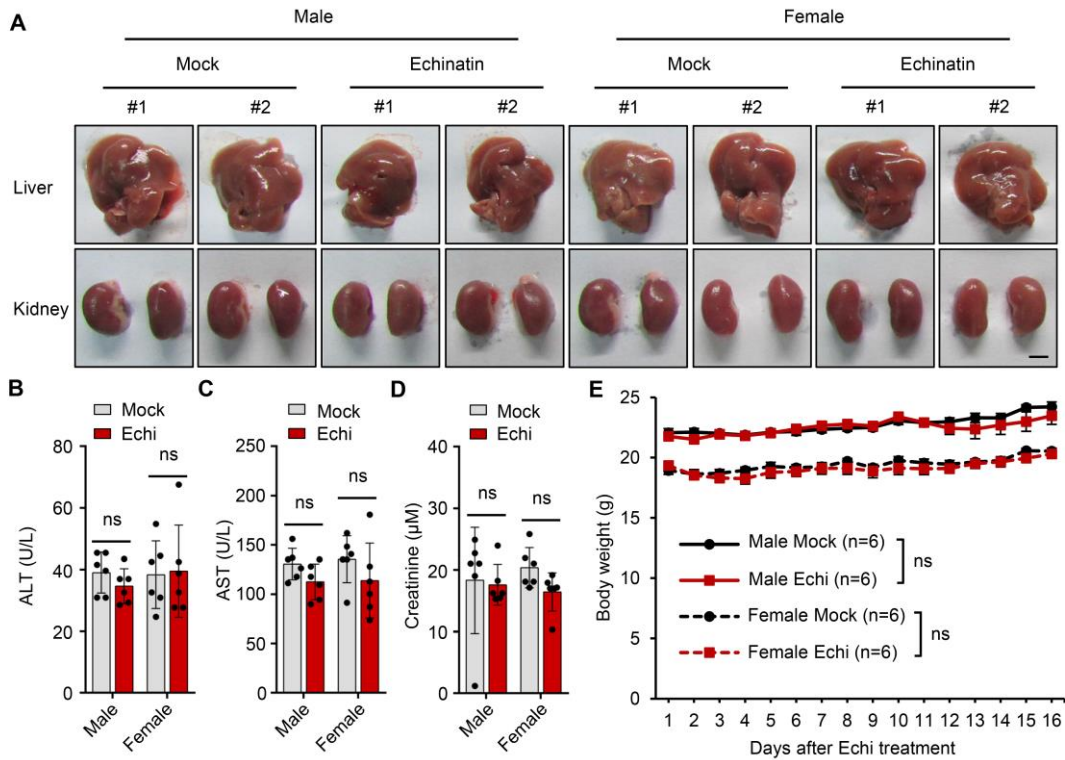 A
Male Female
Mock Echinatin Mock Echinatin
#1 #2 #1 #2 #1 #2 #1 #2
Liver
Kidney
B
Mock
Echi
ALT (U/L)
80
60
40
20
0
ns ns
Male Female
C
Mock
Echi
AST (U/L)
250
200
150
100
50
0
ns ns
Male Female
D
Mock
Echi
Creatinine (µM)
40
30
20
10
0
ns ns
Male Female
E
Body weight (g)
25
20
15
10
5
0
Male Mock (n=6)
Male Echi (n=6)
ns
Female Mock (n=6)
Female Echi (n=6)
ns
1 2 3 4 5 6 7 8 9 10 11 12 13 14 15 16
Days after Echi treatment